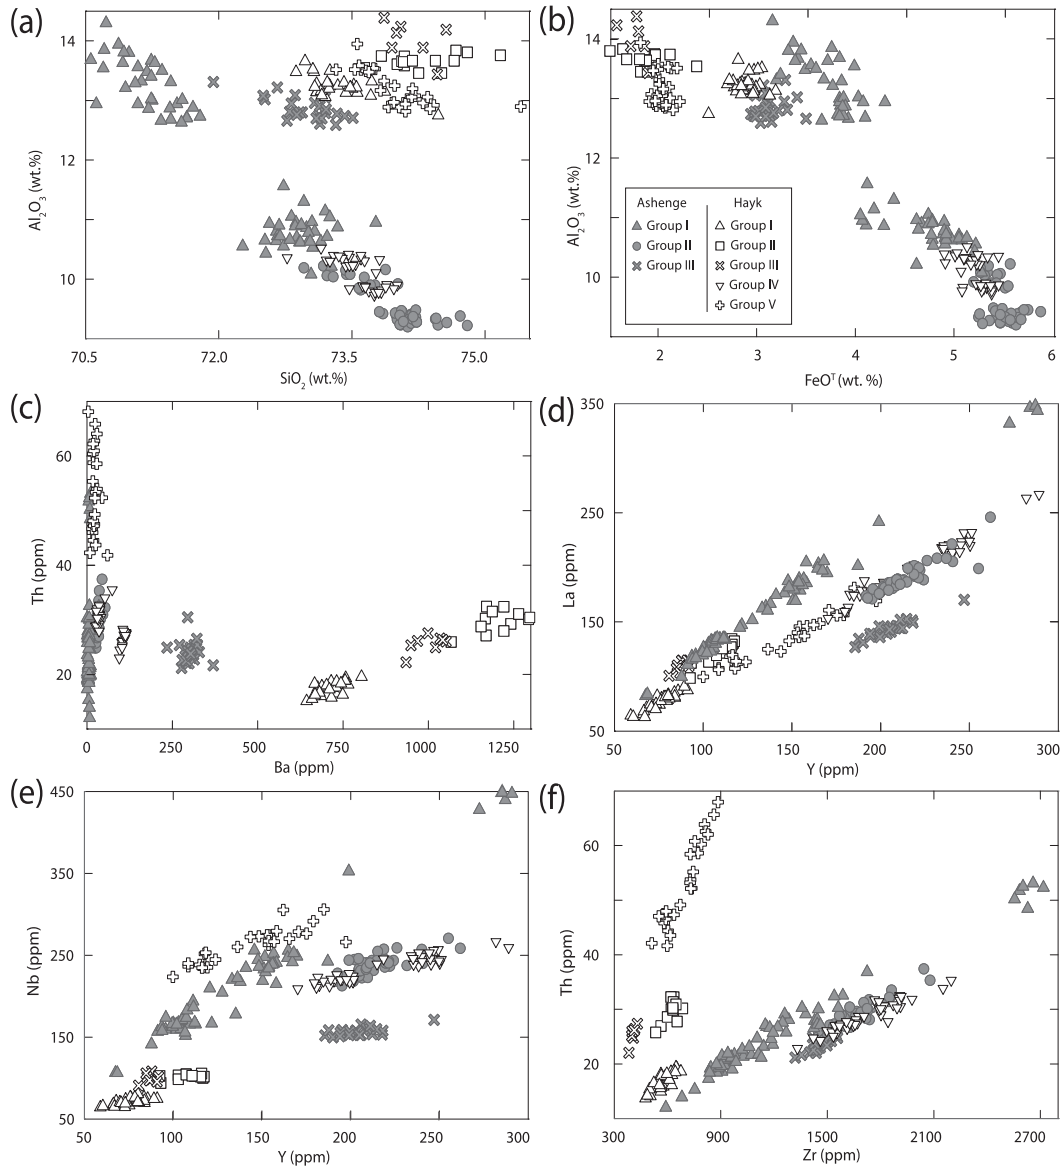 (a)
14
12
10
Al2O3 (wt.%)
70.5 72.0 73.5 75.0
SiO2 (wt.%)
(b)
14
12
10
Al2O3 (wt.%)
Ashenge Hayk
Group I Group I
Group II Group II
Group III Group III
Group IV
Group V
2 3 4 5 6
FeOT (wt. %)
(c)
60
40
20
Th (ppm)
0 250 500 750 1000 1250
Ba (ppm)
(d)
350
250
150
50
La (ppm)
50 100 150 200 250 300
Y (ppm)
(e)
450
350
250
150
50
Nb (ppm)
50 100 150 200 250 300
Y (ppm)
(f)
60
40
20
Th (ppm)
300 900 1500 2100 2700
Zr (ppm)